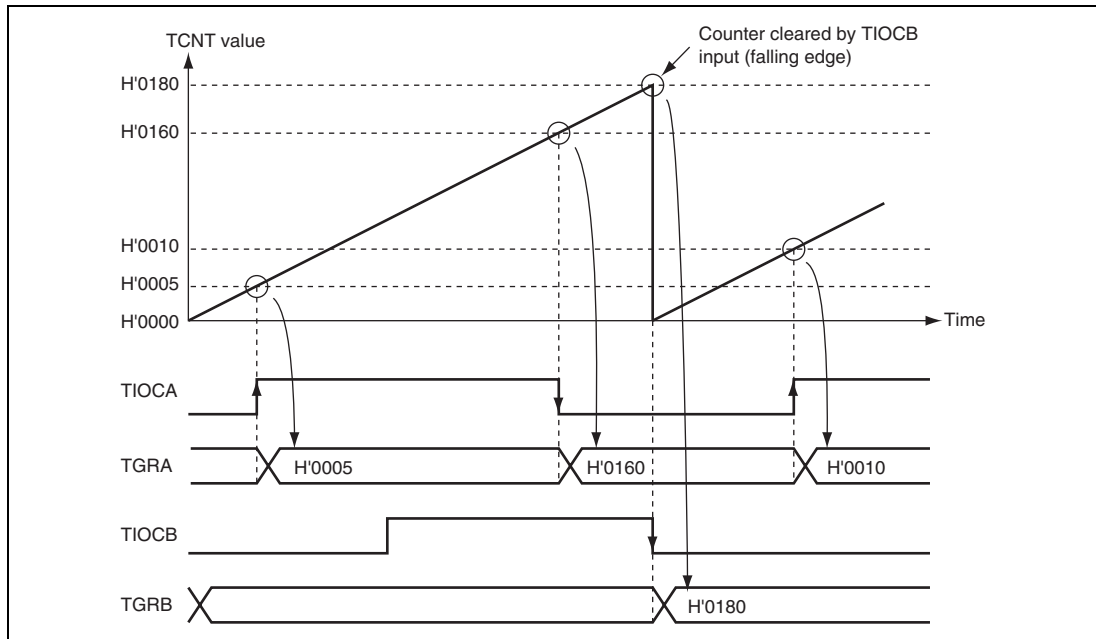 Counter cleared by TIOCB
input (falling edge)
TCNT value
H'0180
H'0160
H'0010
H'0005
H'0000
Time
TIOCA
TGRA
H'0005
H'0160
H'0010
TIOCB
TGRB
H'0180